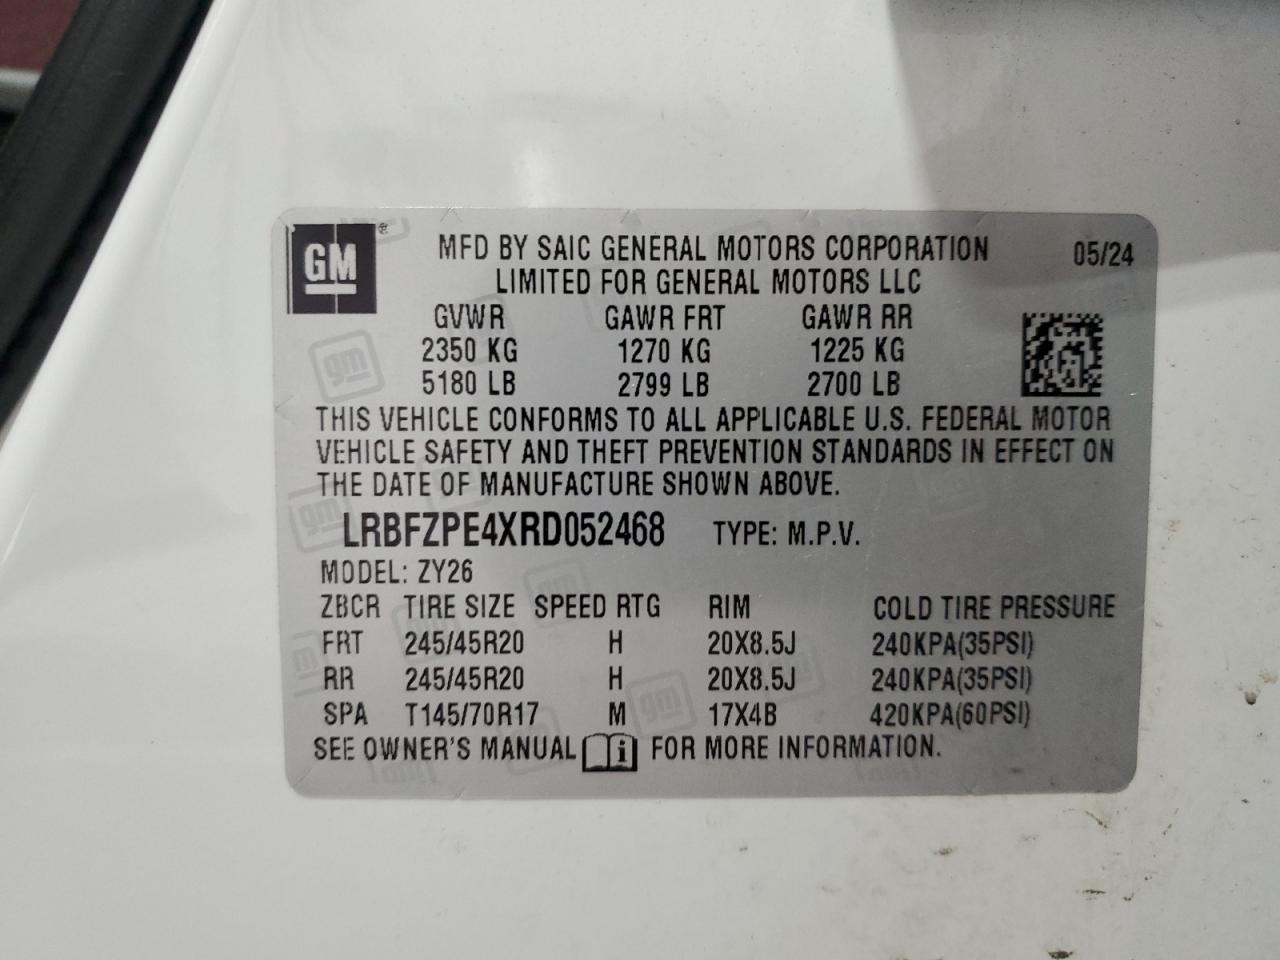 GM ®
MFD BY SAIC GENERAL MOTORS CORPORATION 05/24
LIMITED FOR GENERAL MOTORS LLC
GVWR GAWR FRT GAWR RR
2350 KG 1270 KG 1225 KG
5180 LB 2799 LB 2700 LB
THIS VEHICLE CONFORMS TO ALL APPLICABLE U.S. FEDERAL MOTOR
VEHICLE SAFETY AND THEFT PREVENTION STANDARDS IN EFFECT ON
THE DATE OF MANUFACTURE SHOWN ABOVE.
LRBFZPE4XRD052468 TYPE: M.P.V.
MODEL: ZY26
ZBCR TIRE SIZE SPEED RTG RIM COLD TIRE PRESSURE
FRT 245/45R20 H 20X8.5J 240KPA(35PSI)
RR 245/45R20 H 20X8.5J 240KPA(35PSI)
SPA T145/70R17 M 17X4B 420KPA(60PSI)
SEE OWNER'S MANUAL i FOR MORE INFORMATION.